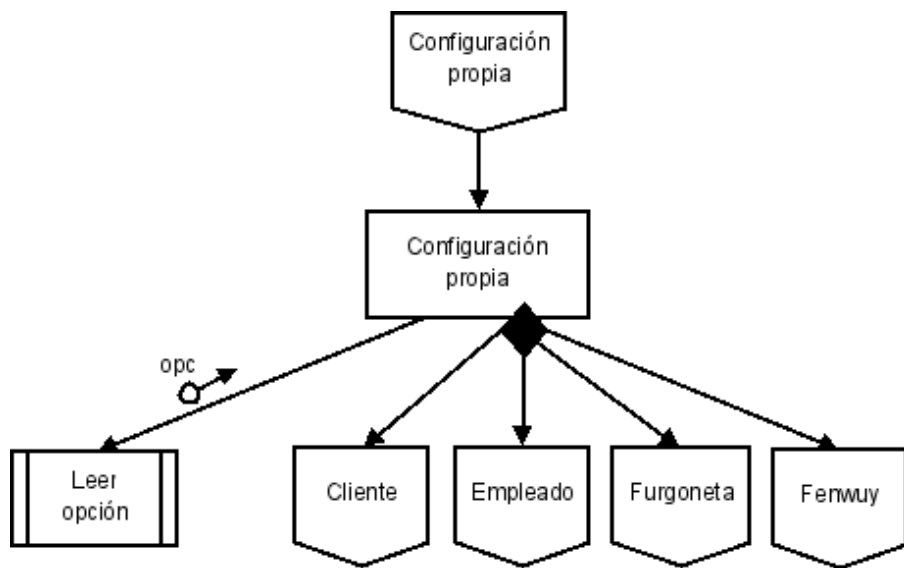 Configuración
propia
Configuración
propia
opc
Leer
opción
Cliente
Empleado
Furgoneta
Fenwuy